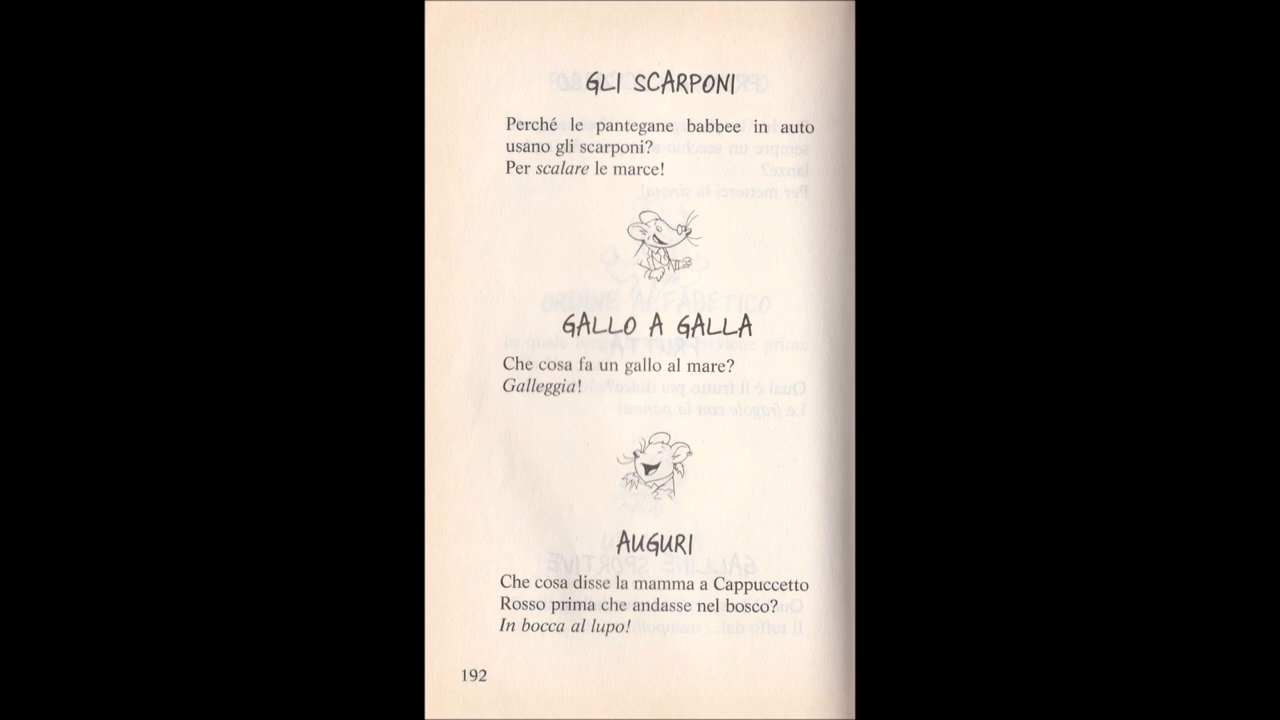 GLI SCARPONI
Perché le pantegane babbee in auto
usano gli scarponi?
Per scalare le marce!
GALLO A GALLA
Che cosa fa un gallo al mare?
Galleggia!
AUGURI
Che cosa disse la mamma a Cappuccetto
Rosso prima che andasse nel bosco?
In bocca al lupo!
192